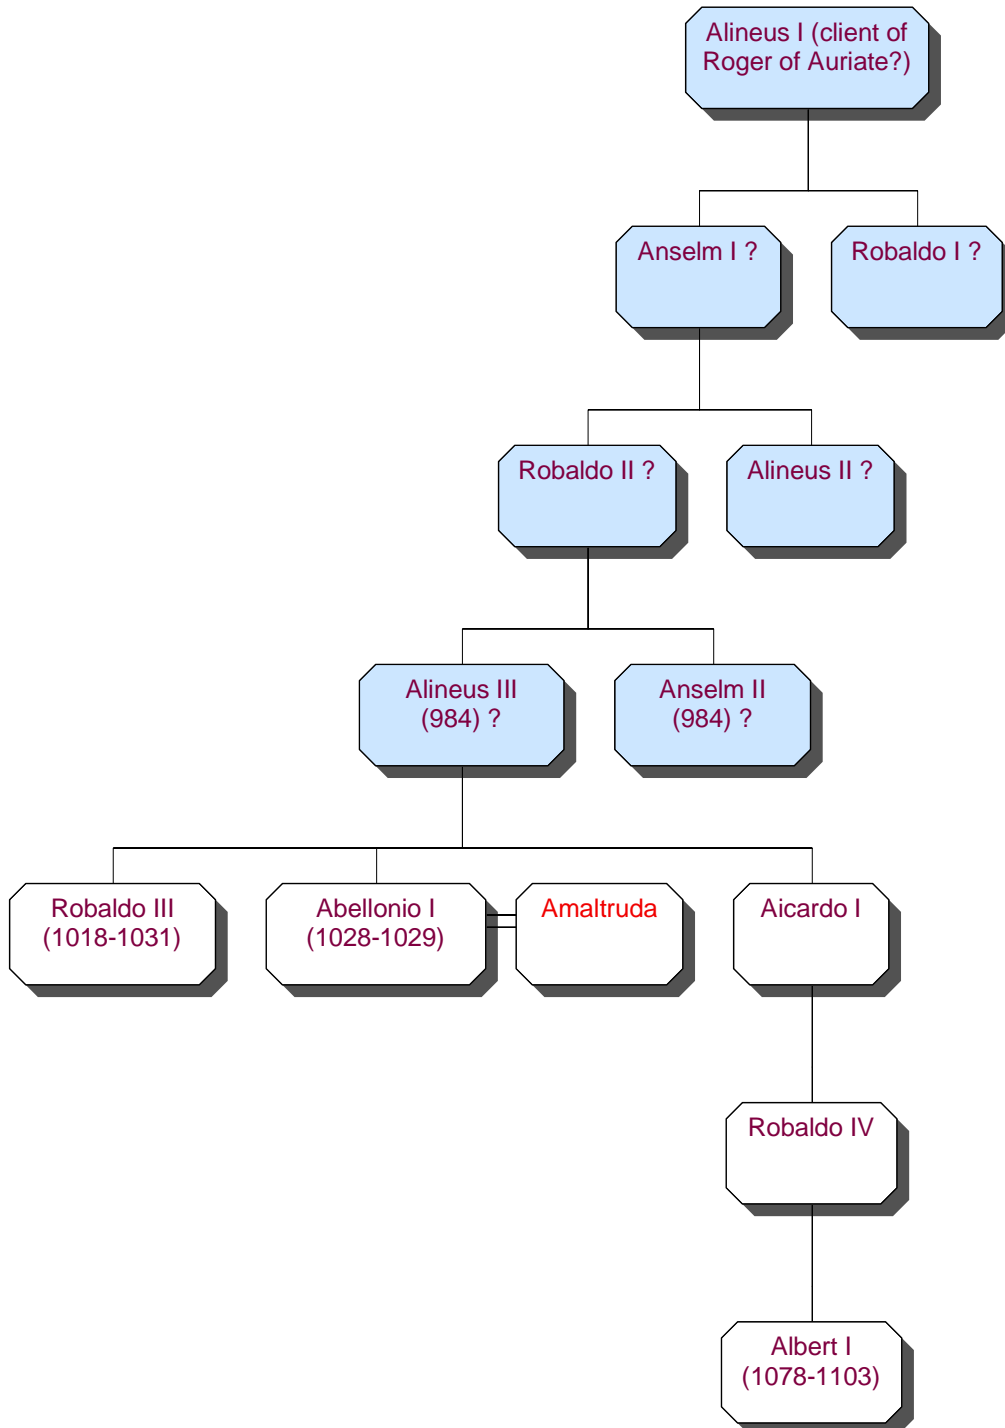 Alineus I (client of
Roger of Auriate?)
Anselm I ?
Robaldo I ?
Robaldo II ?
Alineus II ?
Alineus III
(984) ?
Anselm II
(984) ?
Robaldo III
(1018-1031)
Abellonio I
(1028-1029)
Amaltruda
Aicardo I
Robaldo IV
Albert I
(1078-1103)